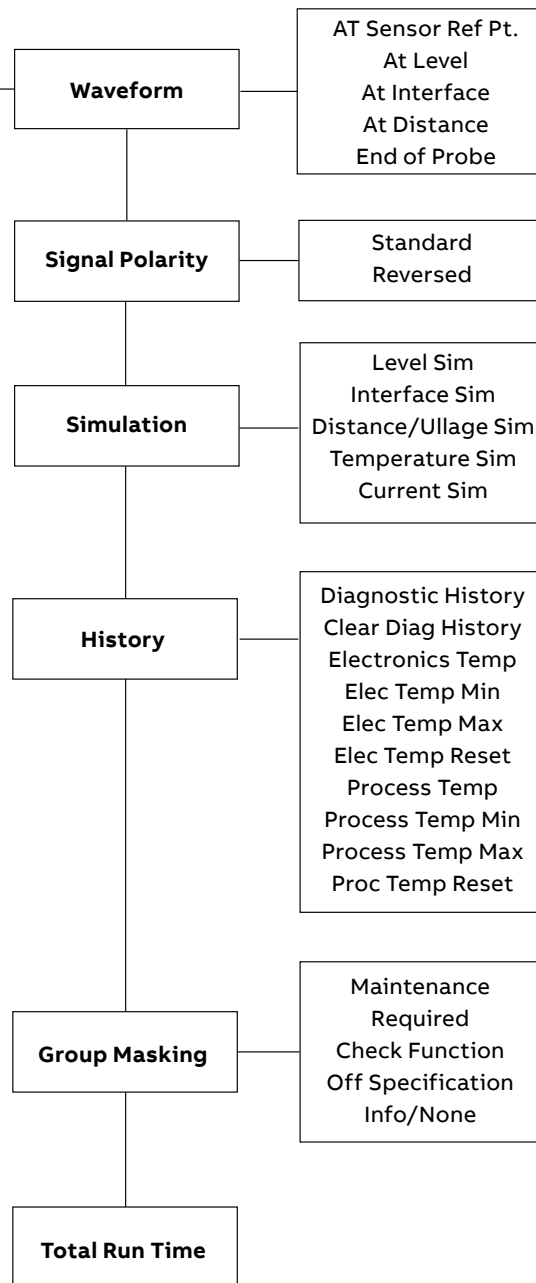 Waveform
AT Sensor Ref Pt.
At Level
At Interface
At Distance
End of Probe
Signal Polarity
Standard
Reversed
Simulation
Level Sim
Interface Sim
Distance/Ullage Sim
Temperature Sim
Current Sim
History
Diagnostic History
Clear Diag History
Electronics Temp
Elec Temp Min
Elec Temp Max
Elec Temp Reset
Process Temp
Process Temp Min
Process Temp Max
Proc Temp Reset
Group Masking
Maintenance
Required
Check Function
Off Specification
Info/None
Total Run Time